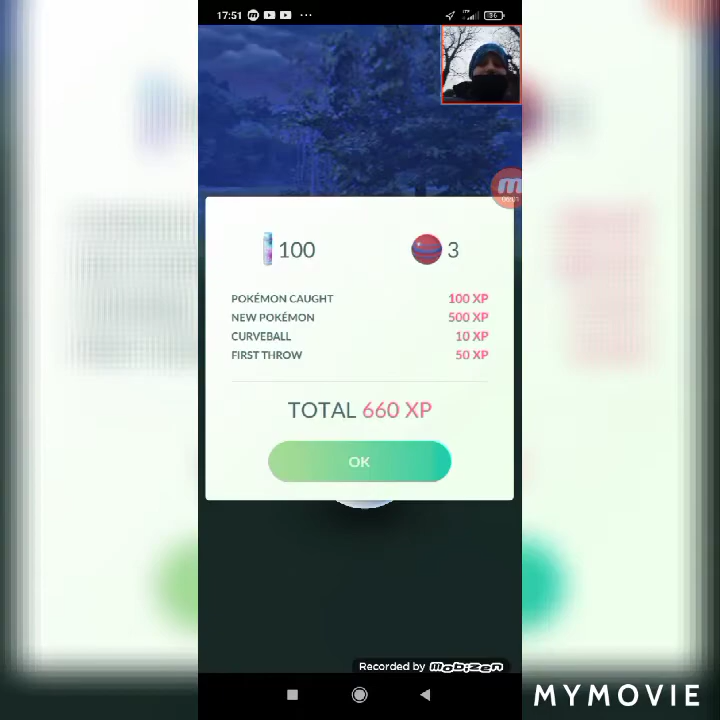 17:51
100 3
POKÉMON CAUGHT 100 XP
NEW POKÉMON 500 XP
CURVEBALL 10 XP
FIRST THROW 50 XP
TOTAL 660 XP
OK
Recorded by mobizen
MYMOVIE